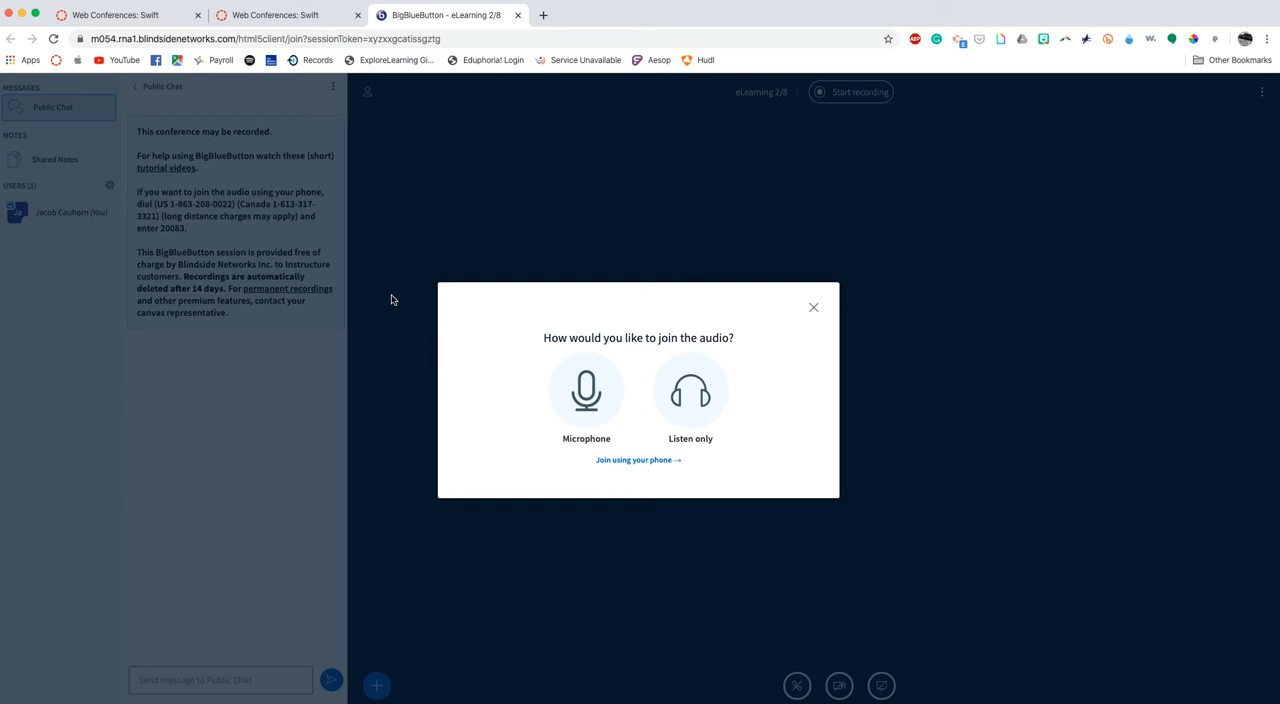 Web Conferences: Swift
Web Conferences: Swift
BigBlueButton - eLearning 2/8
m054.rna1.blindsidenetworks.com/html5client/join?sessionToken=xyzxxgcatissgztg
Apps
YouTube
Payroll
Records
ExploreLearning Gi...
Eduphoria! Login
Service Unavailable
Aesop
Hudl
Other Bookmarks
MESSAGES
Public Chat
NOTES
Shared Notes
USERS (1)
Ja
Jacob Cauhorn (You)
Public Chat
This conference may be recorded.
For help using BigBlueButton watch these (short)
tutorial videos.
If you want to join the audio using your phone,
dial (US 1-863-208-0022) (Canada 1-613-317-
3321) (long distance charges may apply) and
enter 20083.
This BigBlueButton session is provided free of
charge by Blindside Networks Inc. to Instructure
customers. Recordings are automatically
deleted after 14 days. For permanent recordings
and other premium features, contact your
canvas representative.
Send message to Public Chat
eLearning 2/8
Start recording
How would you like to join the audio?
Microphone
Listen only
Join using your phone →